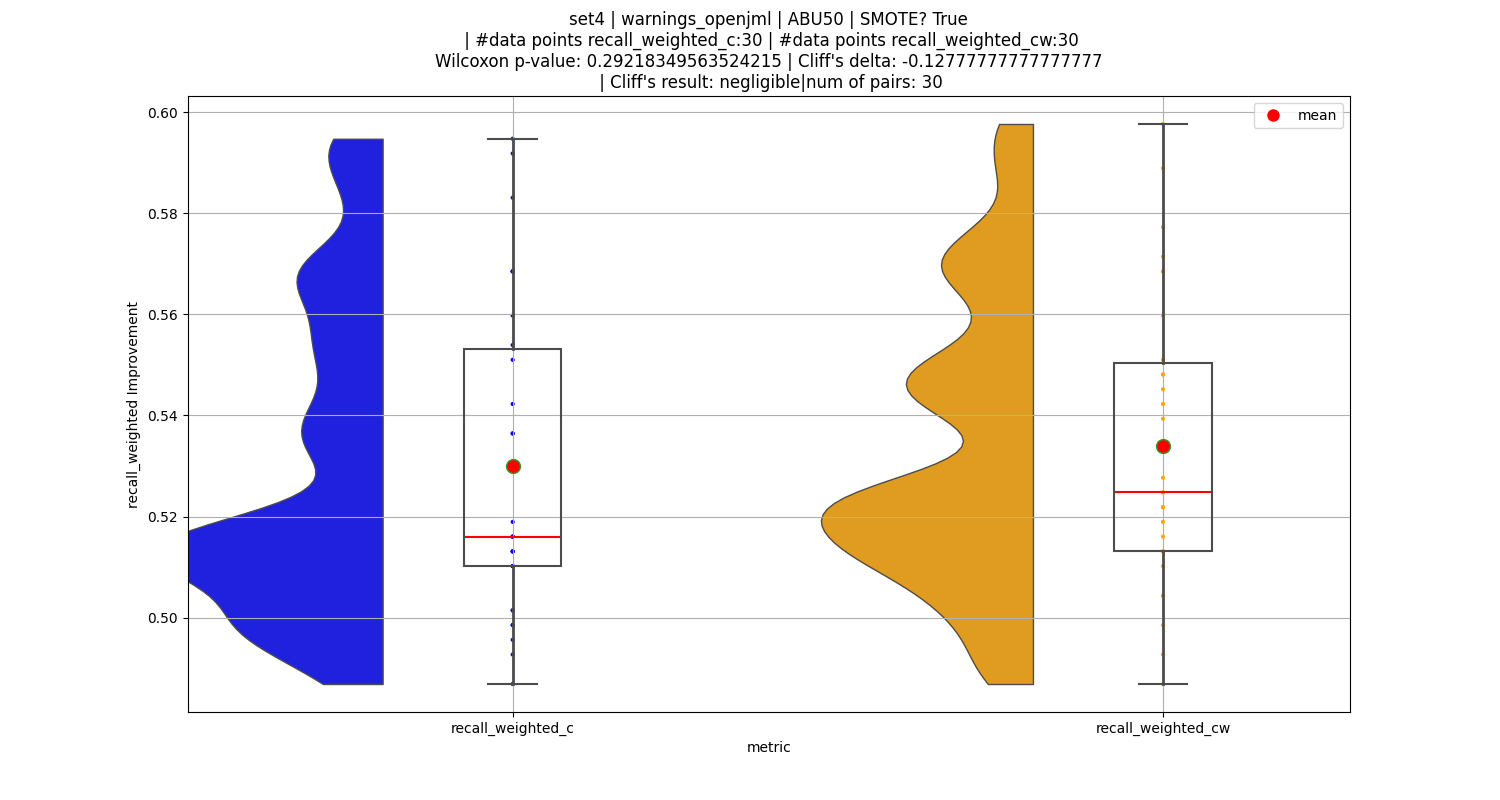 set4 | warnings_openjml | ABU50 | SMOTE? True
| #data points recall_weighted_c:30 | #data points recall_weighted_cw:30
Wilcoxon p-value: 0.29218349563524215 | Cliff's delta: -0.12777777777777777
| Cliff's result: negligible|num of pairs: 30
mean
0.60
0.58
0.56
0.54
0.52
0.50
recall_weighted Improvement
recall_weighted_c
recall_weighted_cw
metric